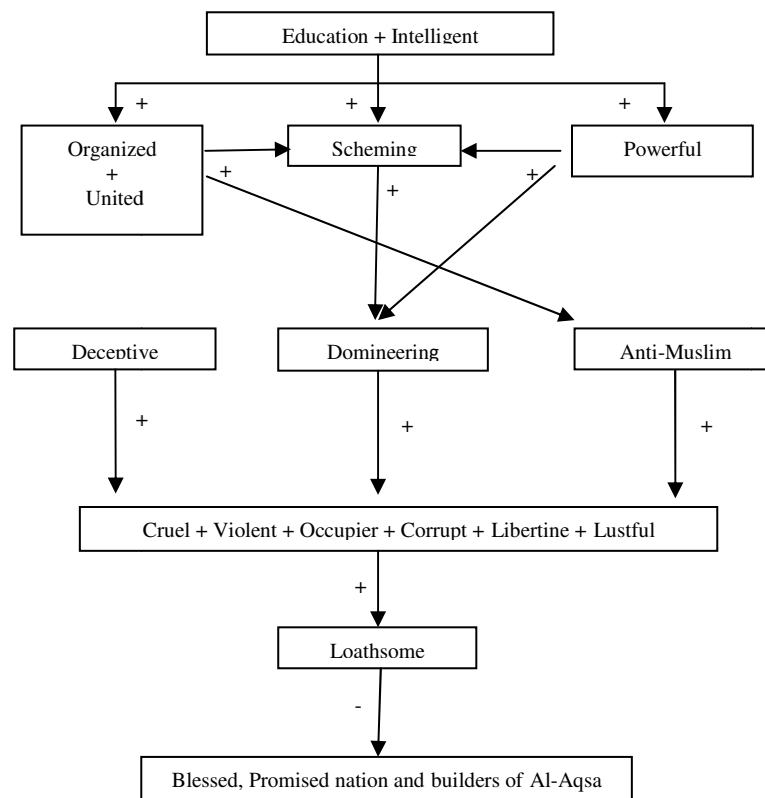 Education + Intelligent
+ + +
Organized
+
United
Scheming
Powerful
+ + +
Deceptive
Domineering
Anti-Muslim
+ + +
Cruel + Violent + Occupier + Corrupt + Libertine + Lustful
+
Loathsome
-
Blessed, Promised nation and builders of Al-Aqsa